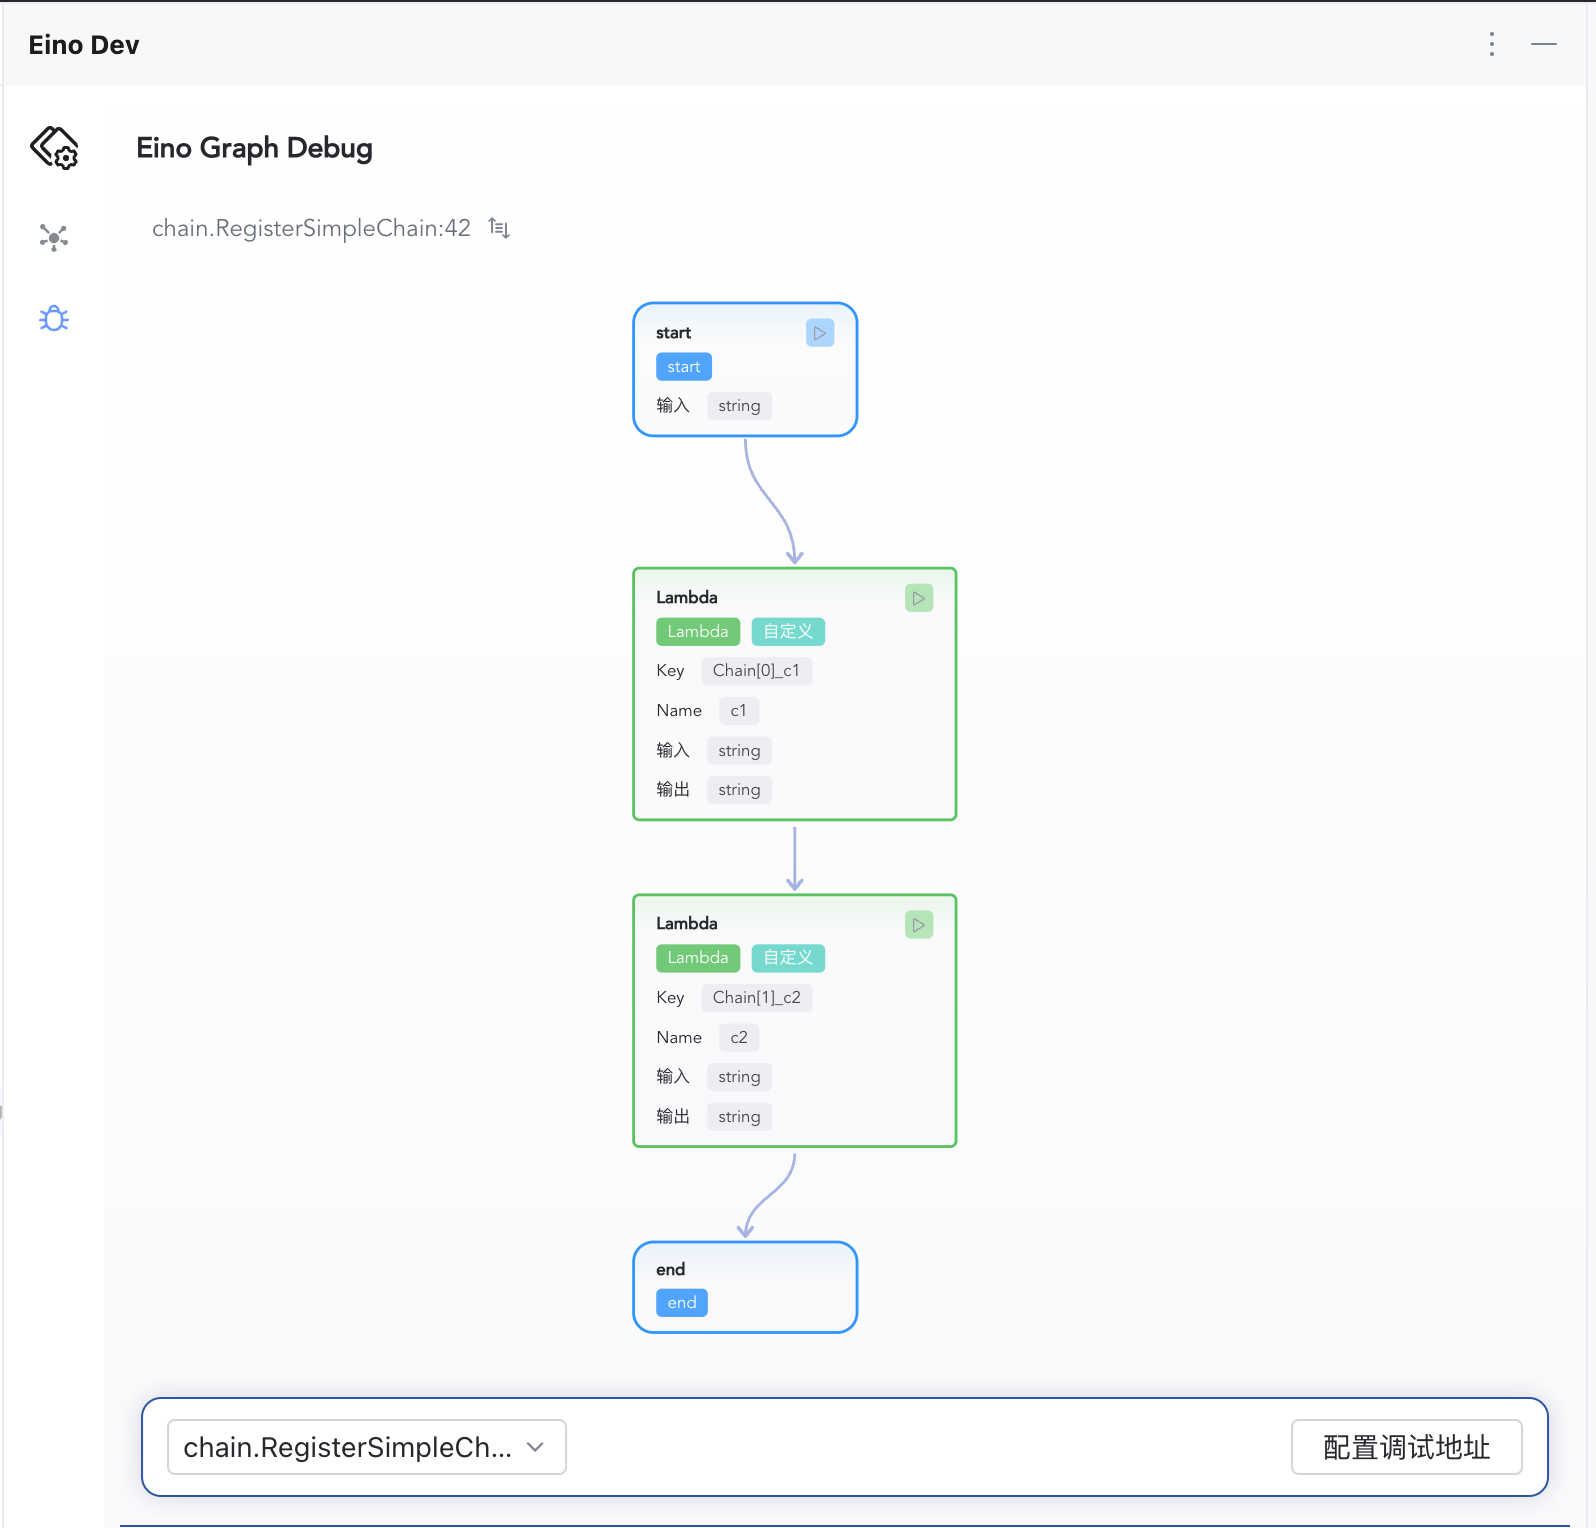 Eino Dev
Eino Graph Debug
chain.RegisterSimpleChain:42
start
start
输入 string
Lambda
Lambda 自定义
Key Chain[0]_c1
Name c1
输入 string
输出 string
Lambda
Lambda 自定义
Key Chain[1]_c2
Name c2
输入 string
输出 string
end
end
chain.RegisterSimpleCh... 配置调试地址